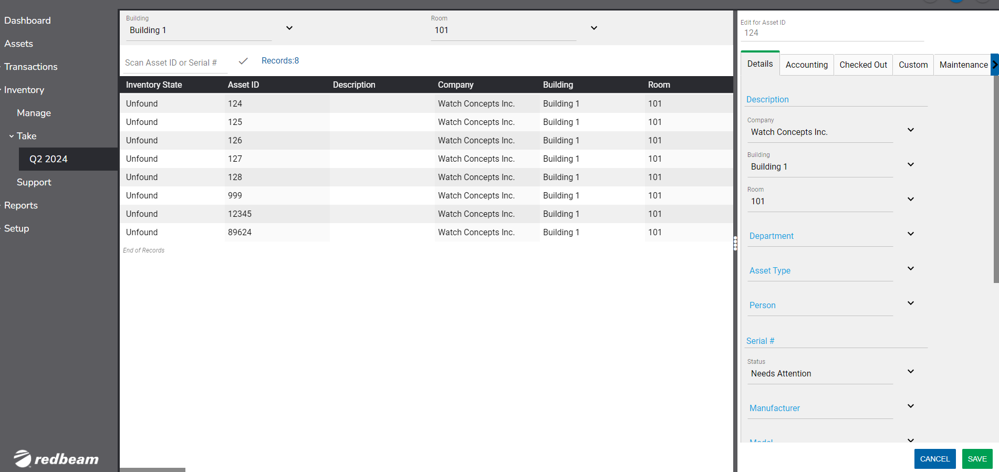 Dashboard
Assets
Transactions
Inventory
Manage
Take
Q2 2024
Support
Reports
Setup
redbeam
Building
Building 1
Room
101
Scan Asset ID or Serial #
Records:8
Inventory State Asset ID Description Company Building Room
Unfound 124 Watch Concepts Inc. Building 1 101
Unfound 125 Watch Concepts Inc. Building 1 101
Unfound 126 Watch Concepts Inc. Building 1 101
Unfound 127 Watch Concepts Inc. Building 1 101
Unfound 128 Watch Concepts Inc. Building 1 101
Unfound 999 Watch Concepts Inc. Building 1 101
Unfound 12345 Watch Concepts Inc. Building 1 101
Unfound 89624 Watch Concepts Inc. Building 1 101
End of Records
Edit for Asset ID
124
Details Accounting Checked Out Custom Maintenance
Description
Company
Watch Concepts Inc.
Building
Building 1
Room
101
Department
Asset Type
Person
Serial #
Status
Needs Attention
Manufacturer
Model
CANCEL SAVE